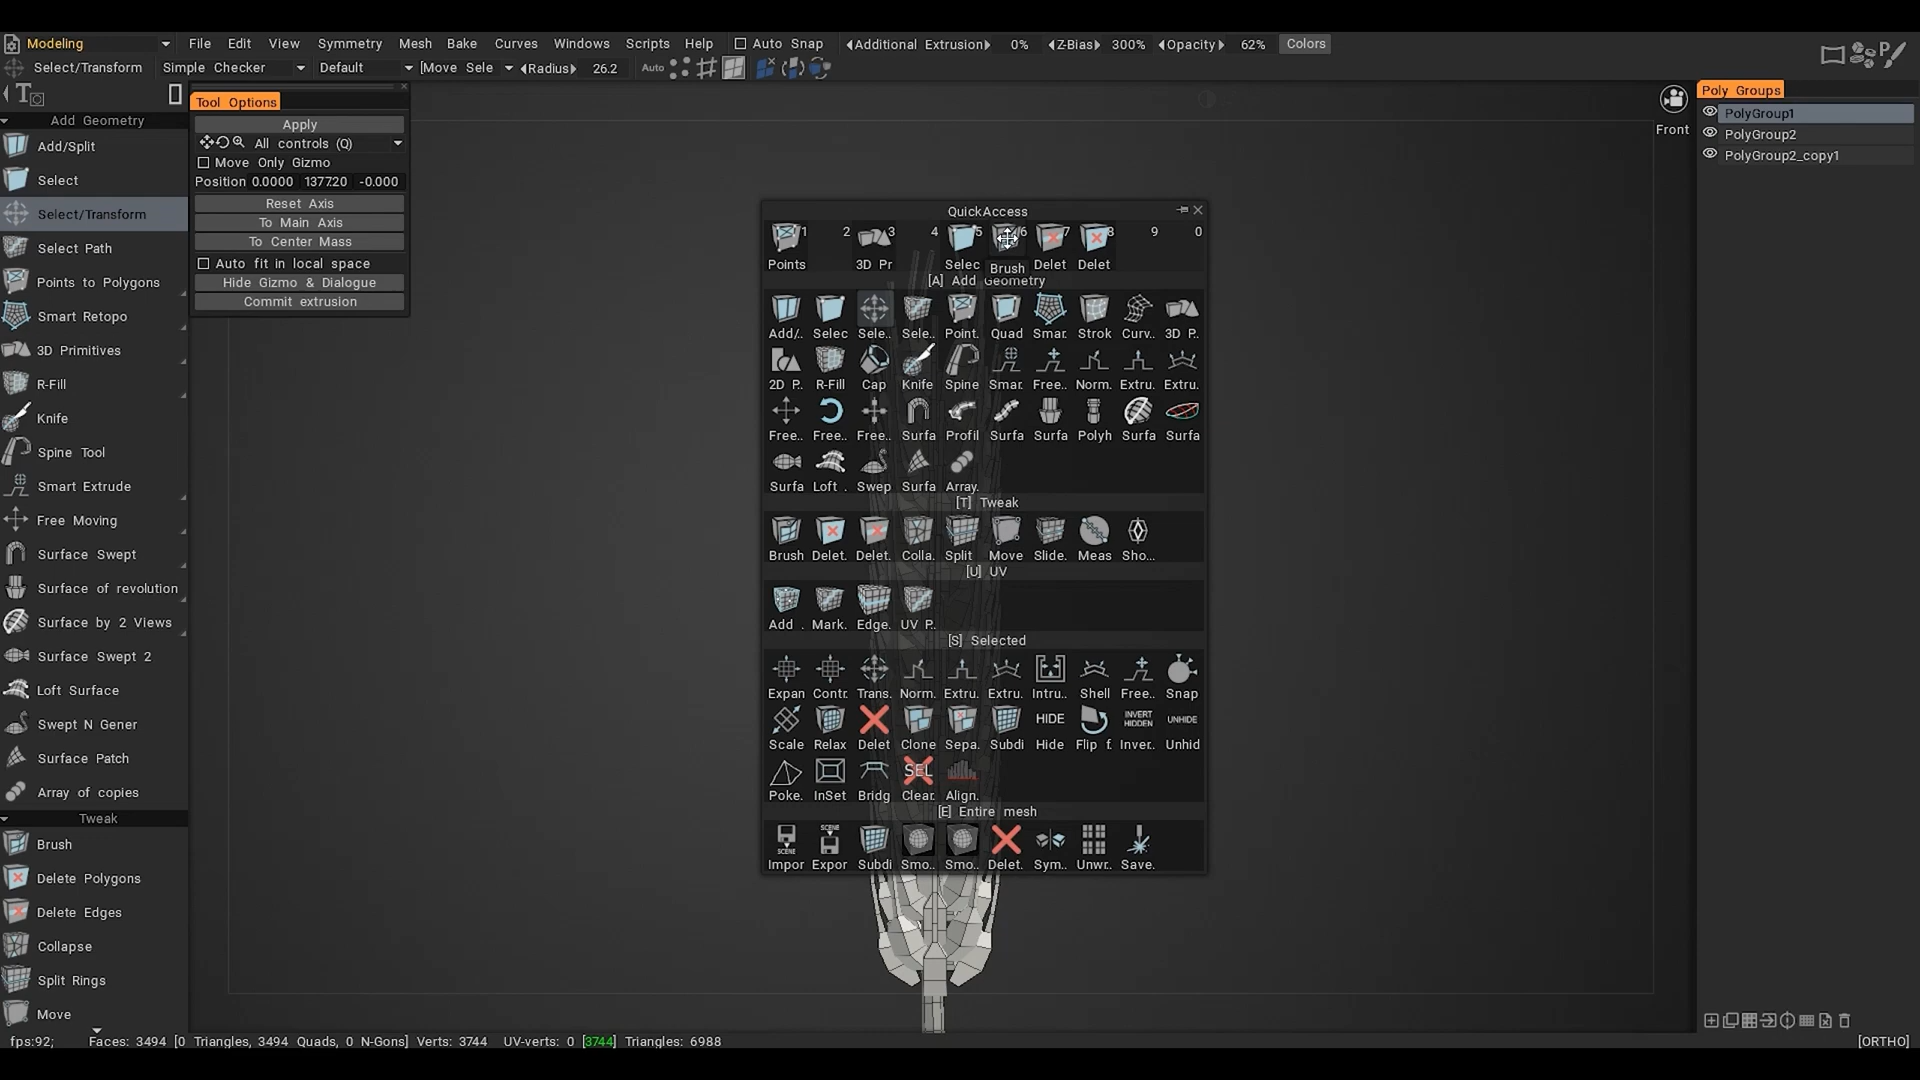 Modeling File Edit View Symmetry Mesh Bake Curves Windows Scripts Help Auto Snap Additional Extrusion 0% Z-Bias 300% Opacity 62% Colors
Select/Transform Simple Checker Default [Move Sele Radius 26.2 Auto
Add Geometry
Add/Split
Select
Select/Transform
Select Path
Points to Polygons
Smart Retopo
3D Primitives
R-Fill
Knife
Spine Tool
Smart Extrude
Free Moving
Surface Swept
Surface of revolution
Surface by 2 Views
Surface Swept 2
Loft Surface
Swept N Gener
Surface Patch
Array of copies
Tweak
Brush
Delete Polygons
Delete Edges
Collapse
Split Rings
Move
Tool Options
Apply
All controls (Q)
Move Only Gizmo
Position 0.0000 1377.20 -0.000
Reset Axis
To Main Axis
To Center Mass
Auto fit in local space
Hide Gizmo & Dialogue
Commit extrusion
QuickAccess
1 2 3 4 5 6 7 8 9 0
Points 3D Pr Selec Brush Delet Delet
[A] Add Geometry
Add/. Selec Sele.. Sele.. Point. Quad Smar. Strok Curv.. 3D P..
2D P.. R-Fill Cap Knife Spine Smar. Free.. Norm. Extru. Extru.
Free.. Free.. Free.. Surfa Profil Surfa Surfa Polyh Surfa Surfa
Surfa Loft . Swep Surfa Array.
[T] Tweak
Brush Delet. Delet. Colla. Split Move Slide. Meas Sho...
[U] UV
Add . Mark. Edge. UV P..
[S] Selected
Expan Contr. Trans. Norm. Extru. Extru. Intru.. Shell Free.. Snap
HIDE INVERT HIDDEN UNHIDE
Scale Relax Delet Clone Sepa. Subdi Hide Flip f. Inver.. Unhid
SEL
Poke. InSet Bridg Clear. Align.
[E] Entire mesh
SCENE SCENE
Impor Expor Subdi Smo.. Smo.. Delet. Sym.. Unwr.. Save.
Front
Poly Groups
PolyGroup1
PolyGroup2
PolyGroup2_copy1
fps:92; Faces: 3494 [0 Triangles, 3494 Quads, 0 N-Gons] Verts: 3744 UV-verts: 0 [3744] Triangles: 6988 [ORTHO]